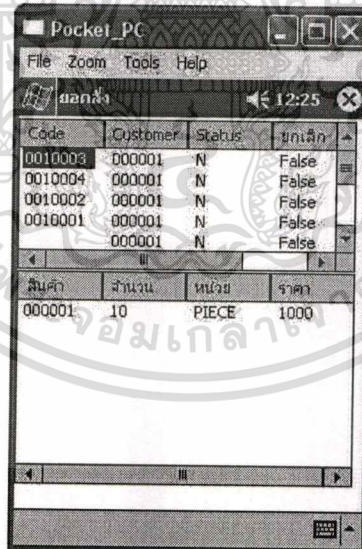 Pocket_PC
File Zoom Tools Help
ยอกสั่ง 12:25
Code Customer Status ยกเลิก
0010003 000001 N False
0010004 000001 N False
0010002 000001 N False
0010001 000001 N False
000001 N False
สินค้า จำนวน หน่วย ราคา
000001 10 PIECE 1000